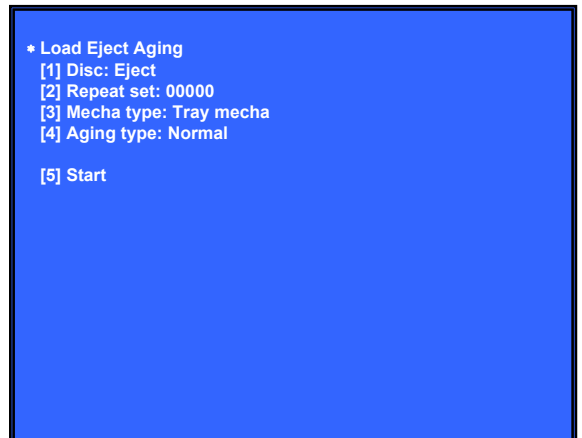 * Load Eject Aging
[1] Disc: Eject
[2] Repeat set: 00000
[3] Mecha type: Tray mecha
[4] Aging type: Normal
[5] Start